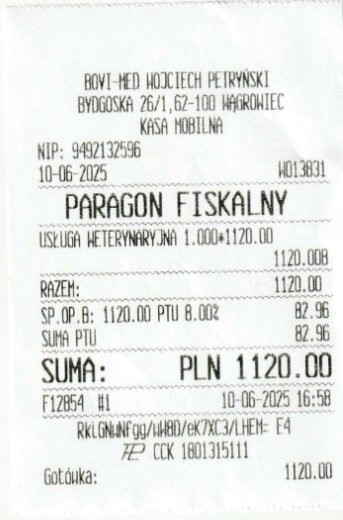 BOVI-MED WOJCIECH PETRYŃSKI
BYDGOSKA 26/1,62-100 WĄGROWIEC
KASA MOBILNA
NIP: 9492132596
10-06-2025 W013831
PARAGON FISKALNY
USŁUGA WETERYNARYJNA 1.000*1120.00
1120.00B
RAZEM: 1120.00
SP.OP.B: 1120.00 PTU 8.00% 82.96
SUMA PTU 82.96
SUMA: PLN 1120.00
F12854 #1 10-06-2025 16:58
RKLGNWNFgg/WW8D/eK7XC3/LHEM= E4
CCK 1801315111
Gotówka: 1120.00